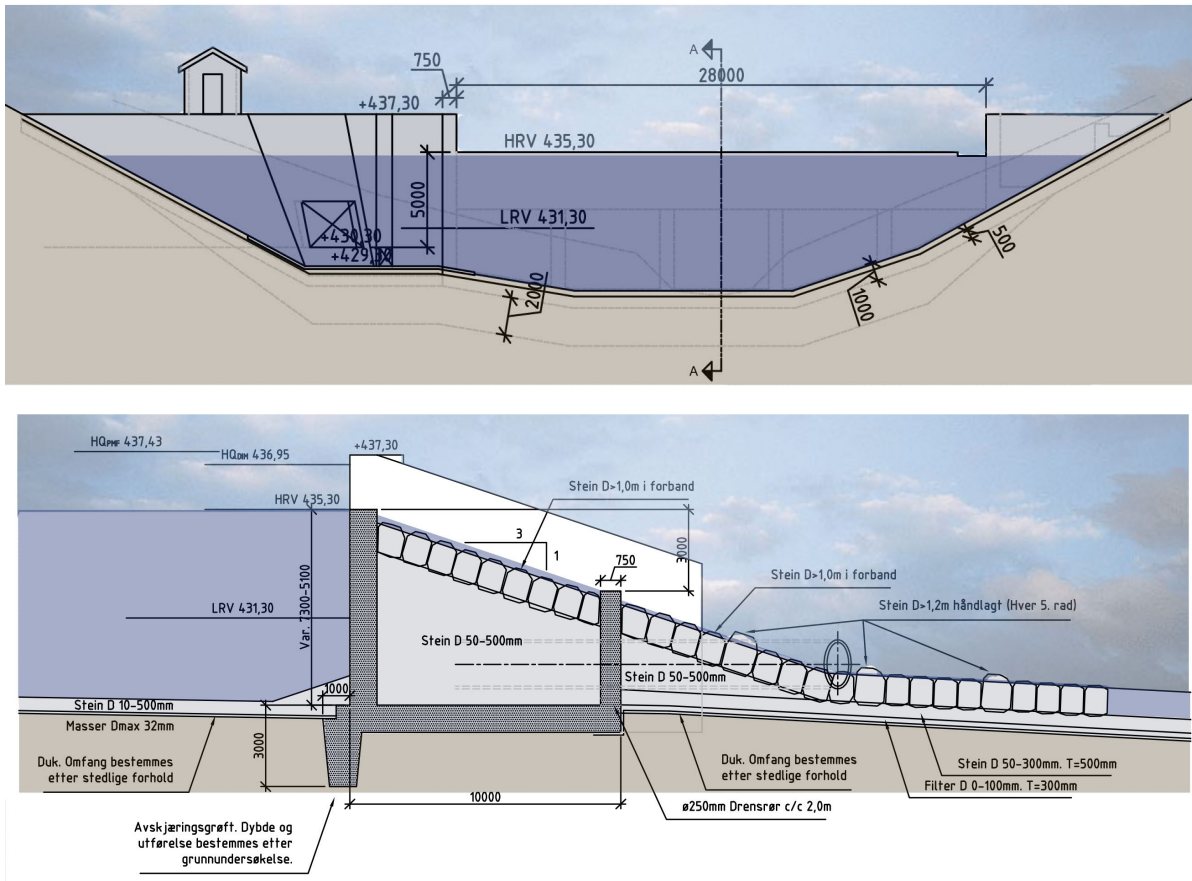 A
750
28000
+437,30
HRV 435,30
5000
LRV 431,30
+430,30
+429,30
500
2000
1000
A
HQPMF 437,43
HQDIM 436,95
+437,30
Stein D>1,0m i forband
HRV 435,30
3
1
3000
750
Stein D>1,0m i forband
Var. 7300-5100
LRV 431,30
Stein D>1,2m håndlagt (Hver 5. rad)
Stein D 50-500mm
Stein D 50-500mm
1000
Stein D 10-500mm
Masser Dmax 32mm
3000
Duk. Omfang bestemmes
etter stedlige forhold
Duk. Omfang bestemmes
etter stedlige forhold
Stein D 50-300mm. T=500mm
Filter D 0-100mm. T=300mm
10000
ø250mm Drensrør c/c 2,0m
Avskjæringsgrøft. Dybde og
utførelse bestemmes etter
grunnundersøkelse.